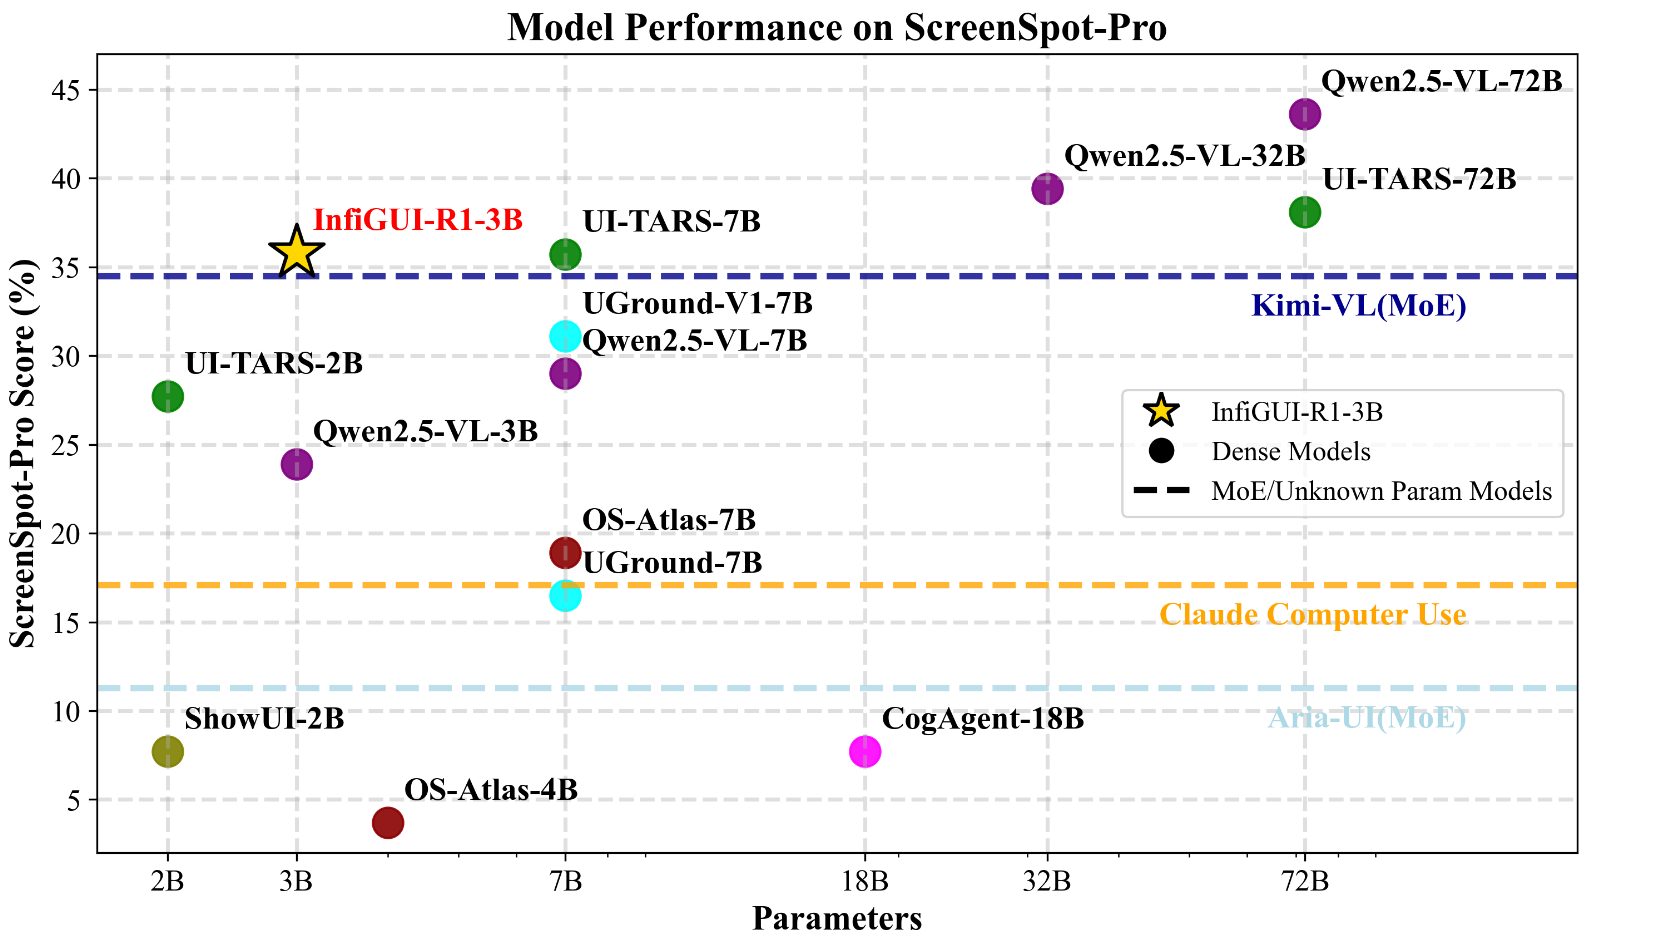 Model Performance on ScreenSpot-Pro
ScreenSpot-Pro Score (%)
45
40
35
30
25
20
15
10
5
Qwen2.5-VL-72B
Qwen2.5-VL-32B
UI-TARS-72B
InfiGUI-R1-3B
UI-TARS-7B
Kimi-VL(MoE)
UGround-V1-7B
Qwen2.5-VL-7B
UI-TARS-2B
Qwen2.5-VL-3B
InfiGUI-R1-3B
Dense Models
MoE/Unknown Param Models
OS-Atlas-7B
UGround-7B
Claude Computer Use
ShowUI-2B
CogAgent-18B
Aria-UI(MoE)
OS-Atlas-4B
2B
3B
7B
18B
32B
72B
Parameters